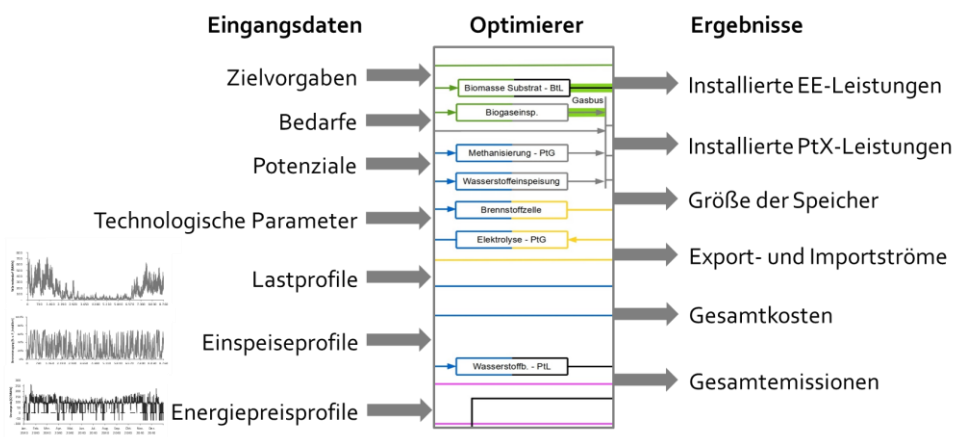 Eingangsdaten
Optimierer
Ergebnisse
Zielvorgaben
Bedarfe
Potenziale
Technologische Parameter
Lastprofile
Einspeiseprofile
Energiepreisprofile
Biomasse Substrat - BtL
Gasbus
Biogaseinsp.
Methanisierung - PtG
Wasserstoffeinspeisung
Brennstoffzelle
Elektrolyse - PtG
Wasserstoffb. - PtL
Installierte EE-Leistungen
Installierte PtX-Leistungen
Größe der Speicher
Export- und Importströme
Gesamtkosten
Gesamtemissionen